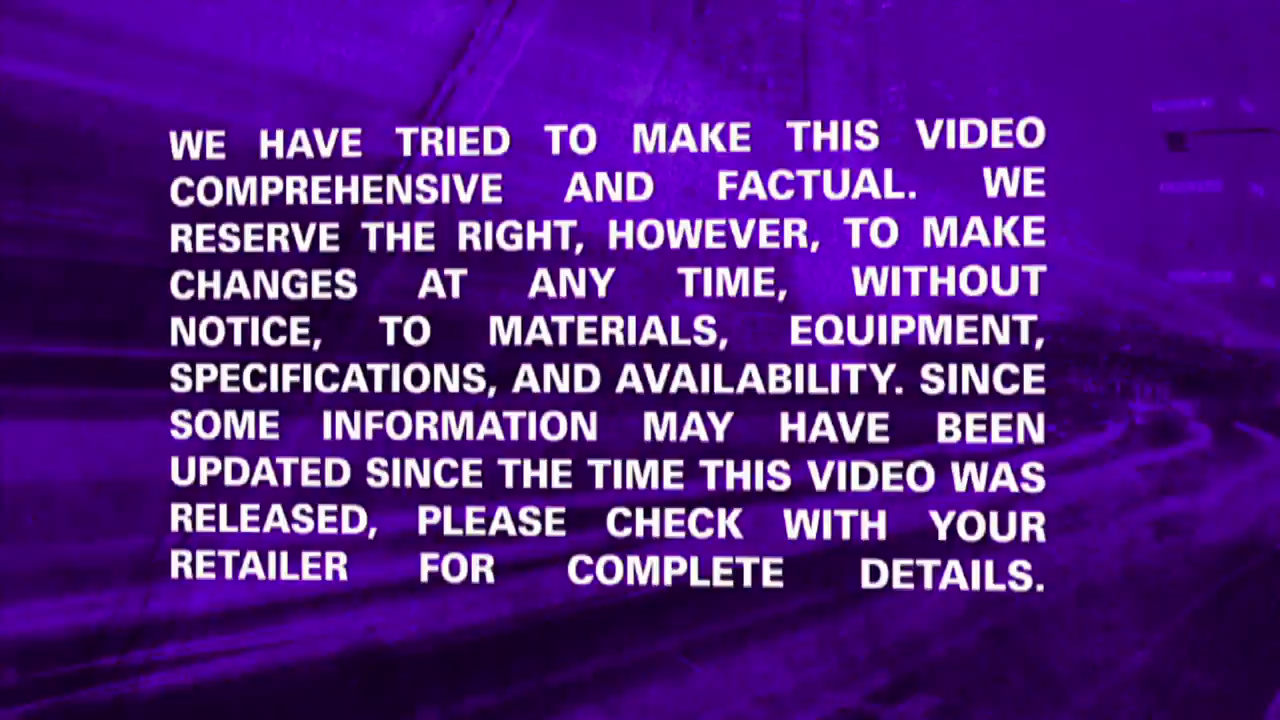 WE HAVE TRIED TO MAKE THIS VIDEO
COMPREHENSIVE AND FACTUAL. WE
RESERVE THE RIGHT, HOWEVER, TO MAKE
CHANGES AT ANY TIME, WITHOUT
NOTICE, TO MATERIALS, EQUIPMENT,
SPECIFICATIONS, AND AVAILABILITY. SINCE
SOME INFORMATION MAY HAVE BEEN
UPDATED SINCE THE TIME THIS VIDEO WAS
RELEASED, PLEASE CHECK WITH YOUR
RETAILER FOR COMPLETE DETAILS.